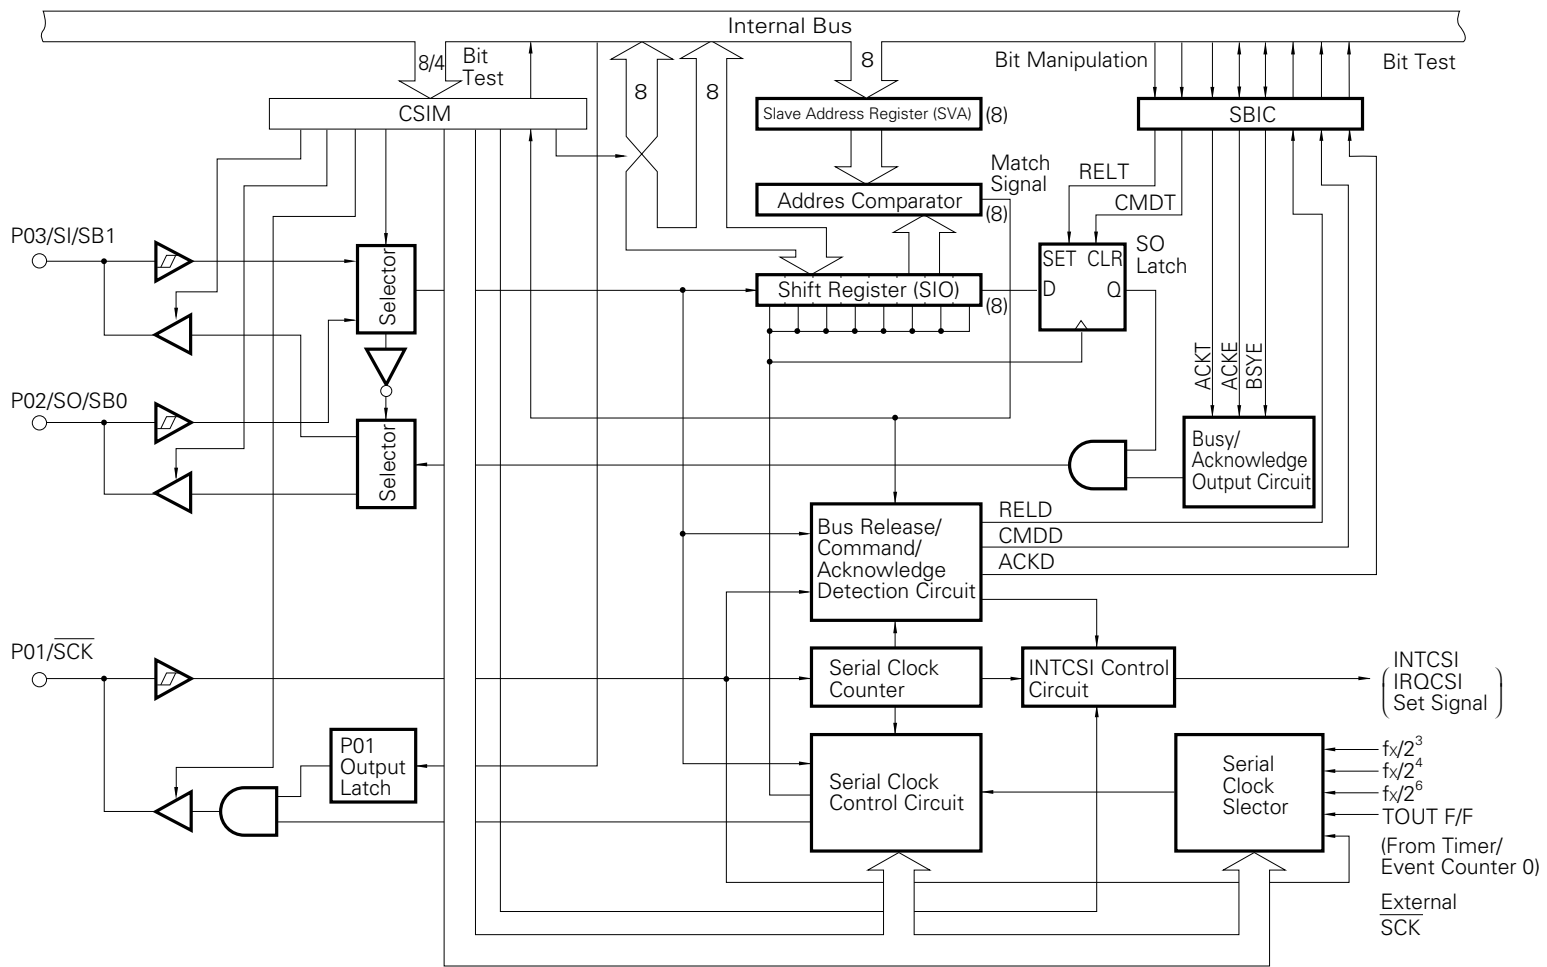 Internal Bus
8/4
Bit
Test
8
8
8
Bit Manipulation
Bit Test
CSIM
Slave Address Register (SVA)
(8)
SBIC
Match
Signal
RELT
Addres Comparator
(8)
CMDT
P03/SI/SB1
Selector
SET CLR
SO
Latch
Shift Register (SIO)
(8)
D
Q
ACKT
ACKE
BSYE
P02/SO/SB0
Selector
Busy/
Acknowledge
Output Circuit
Bus Release/
Command/
Acknowledge
Detection Circuit
RELD
CMDD
ACKD
P01/S̅C̅K̅
Serial Clock
Counter
INTCSI Control
Circuit
INTCSI
IRQCSI
Set Signal
P01
Output
Latch
Serial Clock
Control Circuit
Serial
Clock
Slector
fx/2³
fx/2⁴
fx/2⁶
TOUT F/F
(From Timer/
Event Counter 0)
External
S̅C̅K̅